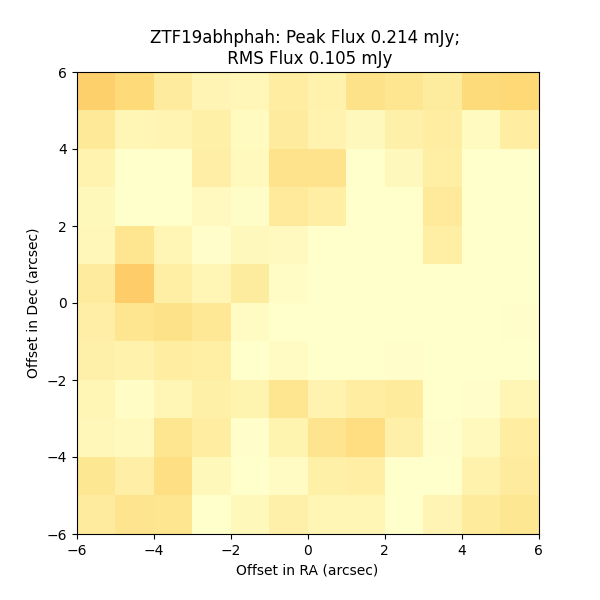 ZTF19abhphah: Peak Flux 0.214 mJy;
RMS Flux 0.105 mJy
6
4
2
0
−2
−4
−6
Offset in Dec (arcsec)
−6 −4 −2 0 2 4 6
Offset in RA (arcsec)